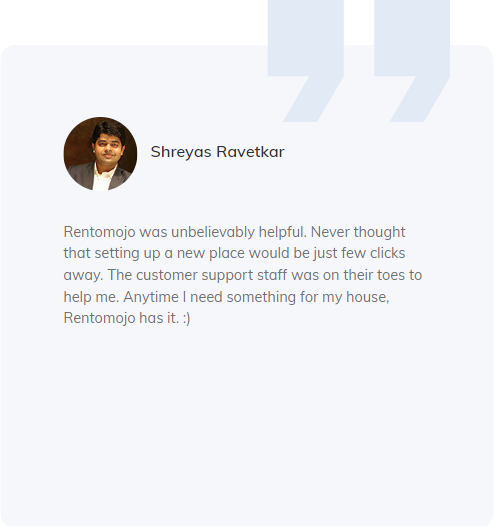 Shreyas Ravetkar
Rentomojo was unbelievably helpful. Never thought
that setting up a new place would be just few clicks
away. The customer support staff was on their toes to
help me. Anytime I need something for my house,
Rentomojo has it. :)